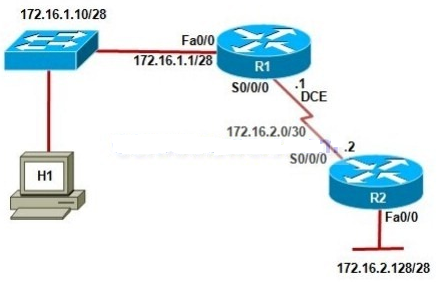 172.16.1.10/28
Fa0/0
172.16.1.1/28
R1
S0/0/0
.1
DCE
172.16.2.0/30
.2
S0/0/0
H1
R2
Fa0/0
172.16.2.128/28